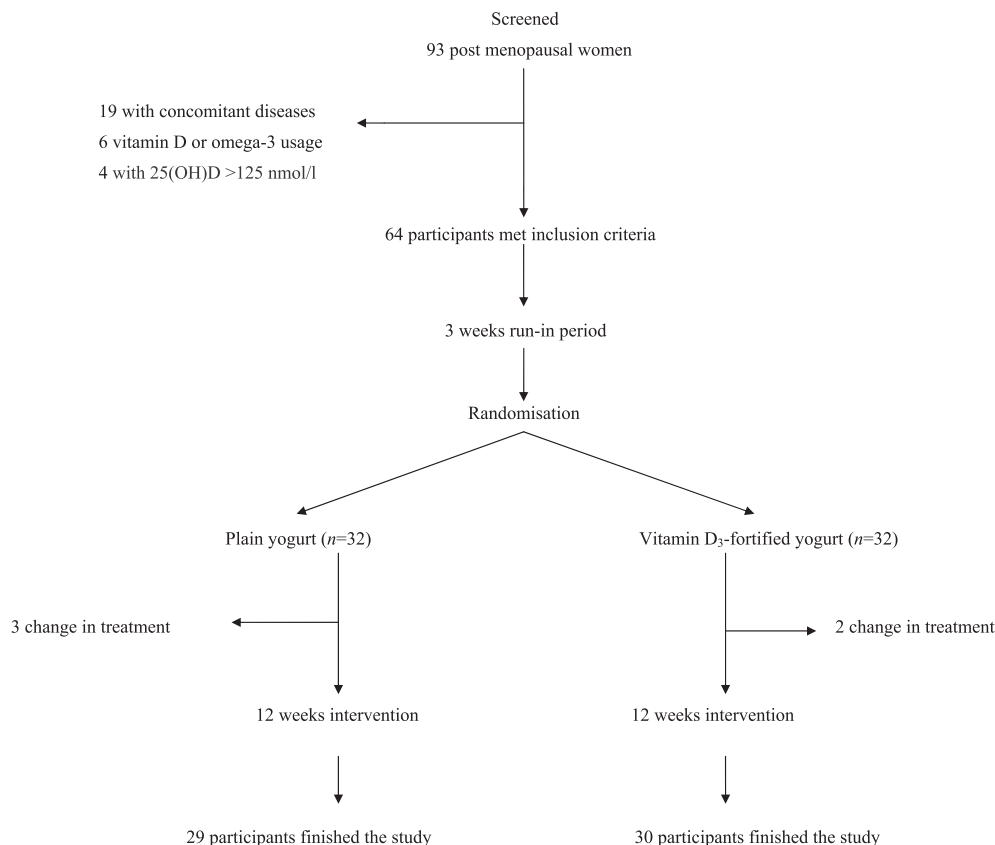 Screened
93 post menopausal women
19 with concomitant diseases
6 vitamin D or omega-3 usage
4 with 25(OH)D >125 nmol/l
64 participants met inclusion criteria
3 weeks run-in period
Randomisation
Plain yogurt (n=32)
Vitamin D₃-fortified yogurt (n=32)
3 change in treatment
2 change in treatment
12 weeks intervention
12 weeks intervention
29 participants finished the study
30 participants finished the study